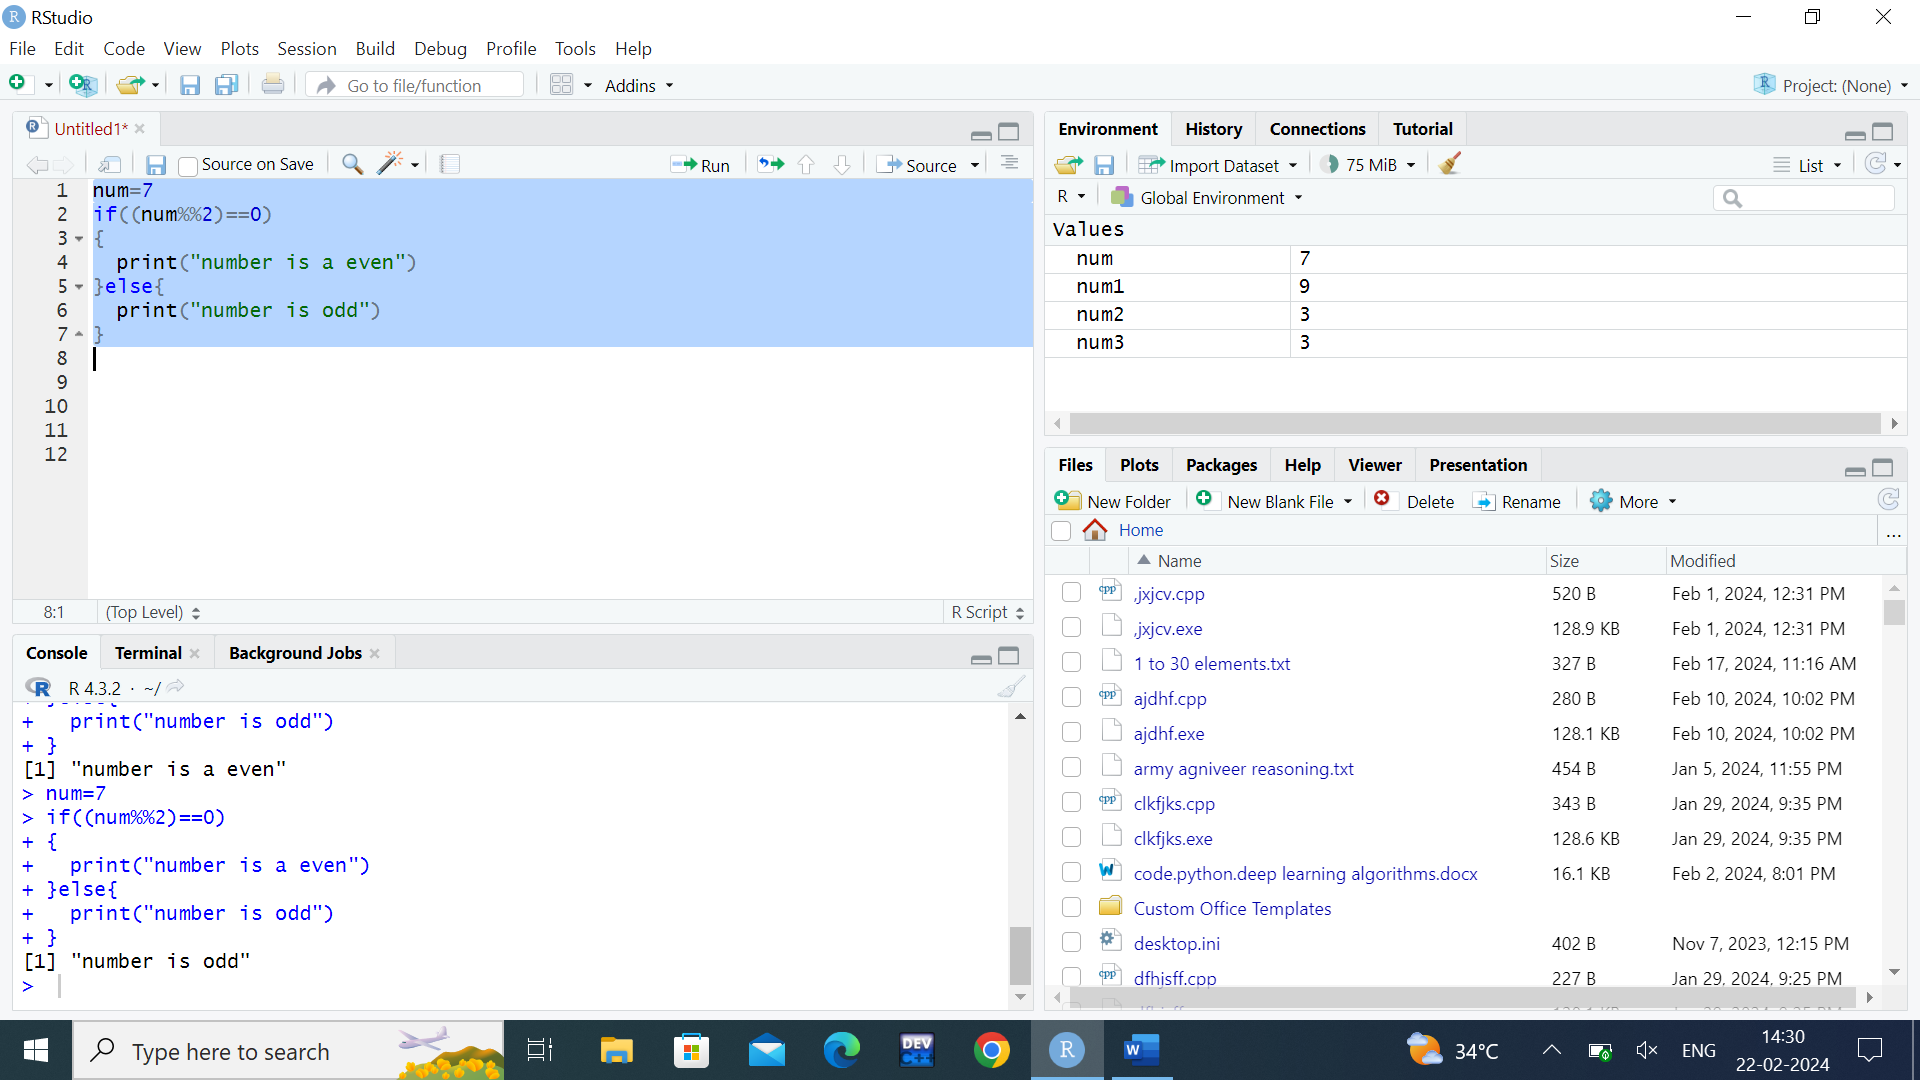 RStudio
File Edit Code View Plots Session Build Debug Profile Tools Help
Go to file/function Addins Project: (None)
Untitled1*
Source on Save Run Source
1 num=7
2 if((num%%2)==0)
3 {
4 print("number is a even")
5 }else{
6 print("number is odd")
7 }
8
9
10
11
12
8:1 (Top Level) R Script
Console Terminal Background Jobs
R 4.3.2 · ~/
+ print("number is odd")
+ }
[1] "number is a even"
> num=7
> if((num%%2)==0)
+ {
+ print("number is a even")
+ }else{
+ print("number is odd")
+ }
[1] "number is odd"
>
Environment History Connections Tutorial
Import Dataset 75 MiB List
R Global Environment
Values
num 7
num1 9
num2 3
num3 3
Files Plots Packages Help Viewer Presentation
New Folder New Blank File Delete Rename More
Home ...
Name Size Modified
,jxjcv.cpp 520 B Feb 1, 2024, 12:31 PM
,jxjcv.exe 128.9 KB Feb 1, 2024, 12:31 PM
1 to 30 elements.txt 327 B Feb 17, 2024, 11:16 AM
ajdhf.cpp 280 B Feb 10, 2024, 10:02 PM
ajdhf.exe 128.1 KB Feb 10, 2024, 10:02 PM
army agniveer reasoning.txt 454 B Jan 5, 2024, 11:55 PM
clkfjks.cpp 343 B Jan 29, 2024, 9:35 PM
clkfjks.exe 128.6 KB Jan 29, 2024, 9:35 PM
code.python.deep learning algorithms.docx 16.1 KB Feb 2, 2024, 8:01 PM
Custom Office Templates
desktop.ini 402 B Nov 7, 2023, 12:15 PM
dfhjsff.cpp 227 B Jan 29, 2024, 9:25 PM
Type here to search
DEV C++
34°C ENG 14:30
22-02-2024